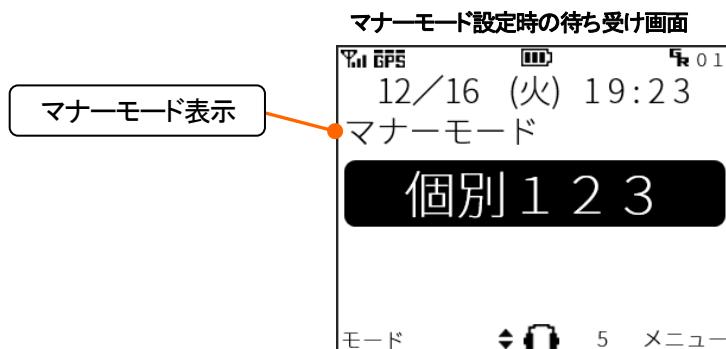 マナーモード設定時の待ち受け画面
GPS 01
12／16 (火) 19:23
マナーモード表示
マナーモード
個別１２３
モード 5 メニュー